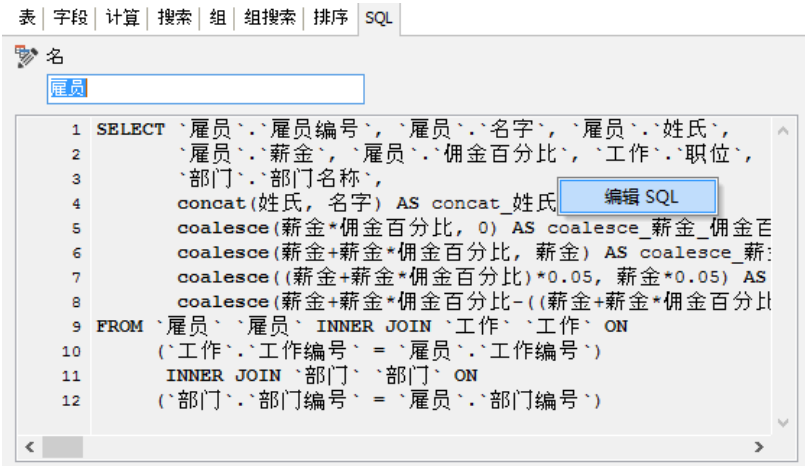 表 字段 计算 搜索 组 组搜索 排序 SQL
名
雇员
1 SELECT `雇员`.`雇员编号`, `雇员`.`名字`, `雇员`.`姓氏`,
2 `雇员`.`薪金`, `雇员`.`佣金百分比`, `工作`.`职位`,
3 `部门`.`部门名称`,
4 concat(姓氏, 名字) AS concat_姓氏
编辑 SQL
5 coalesce(薪金*佣金百分比, 0) AS coalesce_薪金_佣金百
6 coalesce(薪金+薪金*佣金百分比, 薪金) AS coalesce_薪
7 coalesce((薪金+薪金*佣金百分比)*0.05, 薪金*0.05) AS
8 coalesce(薪金+薪金*佣金百分比-((薪金+薪金*佣金百分比
9 FROM `雇员` `雇员` INNER JOIN `工作` `工作` ON
10 (`工作`.`工作编号` = `雇员`.`工作编号`)
11 INNER JOIN `部门` `部门` ON
12 (`部门`.`部门编号` = `雇员`.`部门编号`)